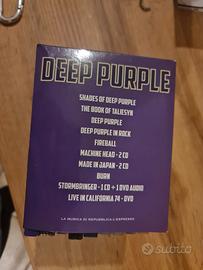 DEEP PURPLE
SHADES OF DEEP PURPLE
THE BOOK OF TALIESYN
DEEP PURPLE
DEEP PURPLE IN ROCK
FIREBALL
MACHINE HEAD - 2 CD
MADE IN JAPAN - 2 CD
BURN
STORMBRINGER - 1 CD + 1 DVD AUDIO
LIVE IN CALIFORNIA 74 - DVD
LA MUSICA DI REPUBBLICA L'ESPRESSO
subito